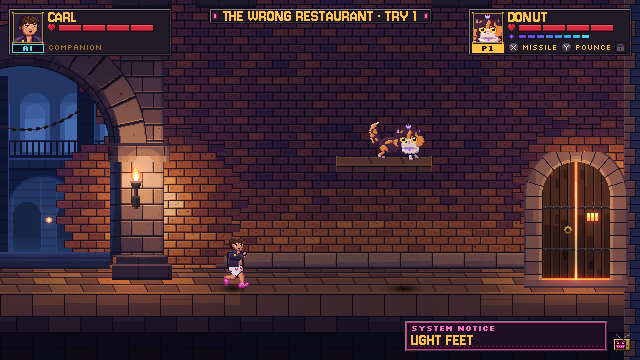 CARL
AI COMPANION
THE WRONG RESTAURANT · TRY 1
DONUT
P1 X MISSILE Y POUNCE
SYSTEM NOTICE
LIGHT FEET